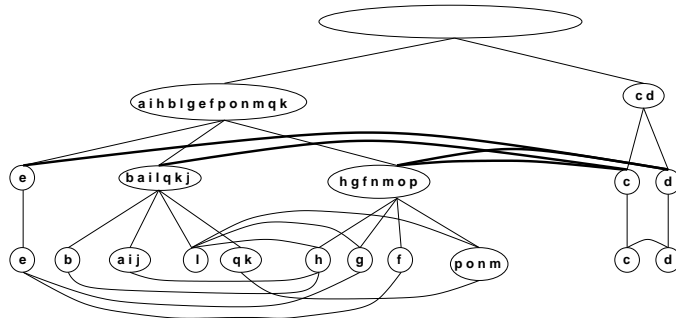 a i h b l g e f p o n m q k
c d
e
b a i l q k j
h g f n m o p
c
d
e
b
a i j
l
q k
h
g
f
p o n m
c
d